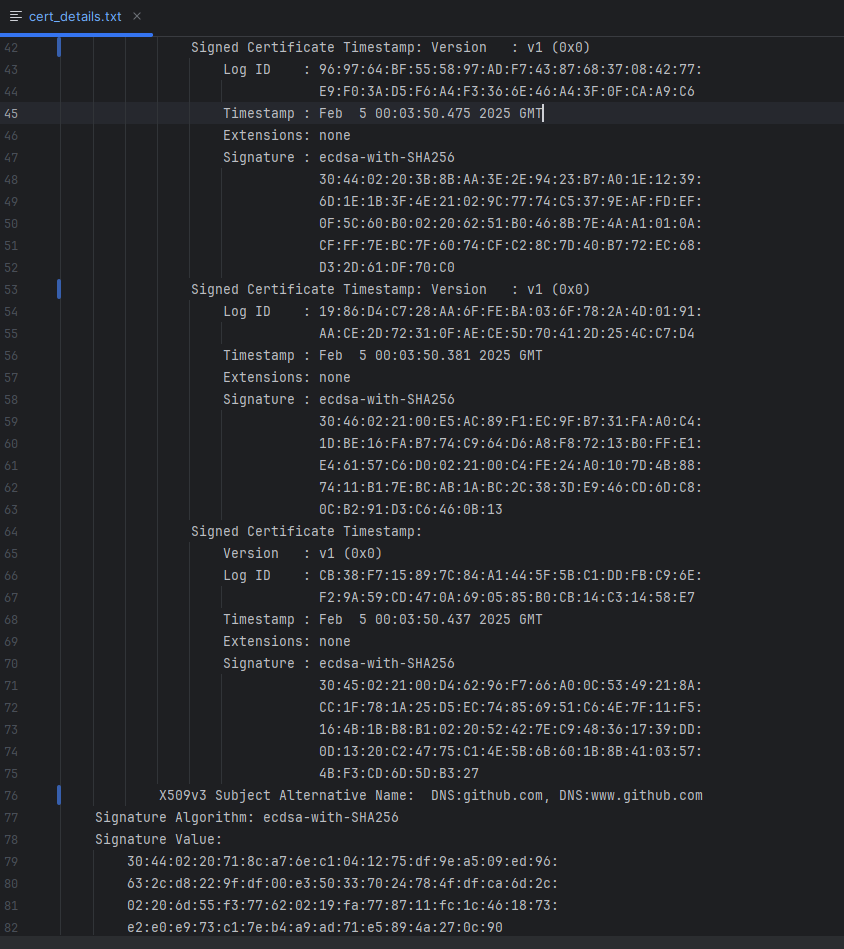 cert_details.txt
42 Signed Certificate Timestamp: Version   : v1 (0x0)
43 Log ID    : 96:97:64:BF:55:58:97:AD:F7:43:87:68:37:08:42:77:
44 E9:F0:3A:D5:F6:A4:F3:36:6E:46:A4:3F:0F:CA:A9:C6
45 Timestamp : Feb  5 00:03:50.475 2025 GMT
46 Extensions: none
47 Signature : ecdsa-with-SHA256
48 30:44:02:20:3B:8B:AA:3E:2E:94:23:B7:A0:1E:12:39:
49 6D:1E:1B:3F:4E:21:02:9C:77:74:C5:37:9E:AF:FD:EF:
50 0F:5C:60:B0:02:20:62:51:B0:46:8B:7E:4A:A1:01:0A:
51 CF:FF:7E:BC:7F:60:74:CF:C2:8C:7D:40:B7:72:EC:68:
52 D3:2D:61:DF:70:C0
53 Signed Certificate Timestamp: Version   : v1 (0x0)
54 Log ID    : 19:86:D4:C7:28:AA:6F:FE:BA:03:6F:78:2A:4D:01:91:
55 AA:CE:2D:72:31:0F:AE:CE:5D:70:41:2D:25:4C:C7:D4
56 Timestamp : Feb  5 00:03:50.381 2025 GMT
57 Extensions: none
58 Signature : ecdsa-with-SHA256
59 30:46:02:21:00:E5:AC:89:F1:EC:9F:B7:31:FA:A0:C4:
60 1D:BE:16:FA:B7:74:C9:64:D6:A8:F8:72:13:B0:FF:E1:
61 E4:61:57:C6:D0:02:21:00:C4:FE:24:A0:10:7D:4B:88:
62 74:11:B1:7E:BC:AB:1A:BC:2C:38:3D:E9:46:CD:6D:C8:
63 0C:B2:91:D3:C6:46:0B:13
64 Signed Certificate Timestamp:
65 Version   : v1 (0x0)
66 Log ID    : CB:38:F7:15:89:7C:84:A1:44:5F:5B:C1:DD:FB:C9:6E:
67 F2:9A:59:CD:47:0A:69:05:85:B0:CB:14:C3:14:58:E7
68 Timestamp : Feb  5 00:03:50.437 2025 GMT
69 Extensions: none
70 Signature : ecdsa-with-SHA256
71 30:45:02:21:00:D4:62:96:F7:66:A0:0C:53:49:21:8A:
72 CC:1F:78:1A:25:D5:EC:74:85:69:51:C6:4E:7F:11:F5:
73 16:4B:1B:B8:B1:02:20:52:42:7E:C9:48:36:17:39:DD:
74 0D:13:20:C2:47:75:C1:4E:5B:6B:60:1B:8B:41:03:57:
75 4B:F3:CD:6D:5D:B3:27
76 X509v3 Subject Alternative Name:  DNS:github.com, DNS:www.github.com
77 Signature Algorithm: ecdsa-with-SHA256
78 Signature Value:
79 30:44:02:20:71:8c:a7:6e:c1:04:12:75:df:9e:a5:09:ed:96:
80 63:2c:d8:22:9f:df:00:e3:50:33:70:24:78:4f:df:ca:6d:2c:
81 02:20:6d:55:f3:77:62:02:19:fa:77:87:11:fc:1c:46:18:73:
82 e2:e0:e9:73:c1:7e:b4:a9:ad:71:e5:89:4a:27:0c:90